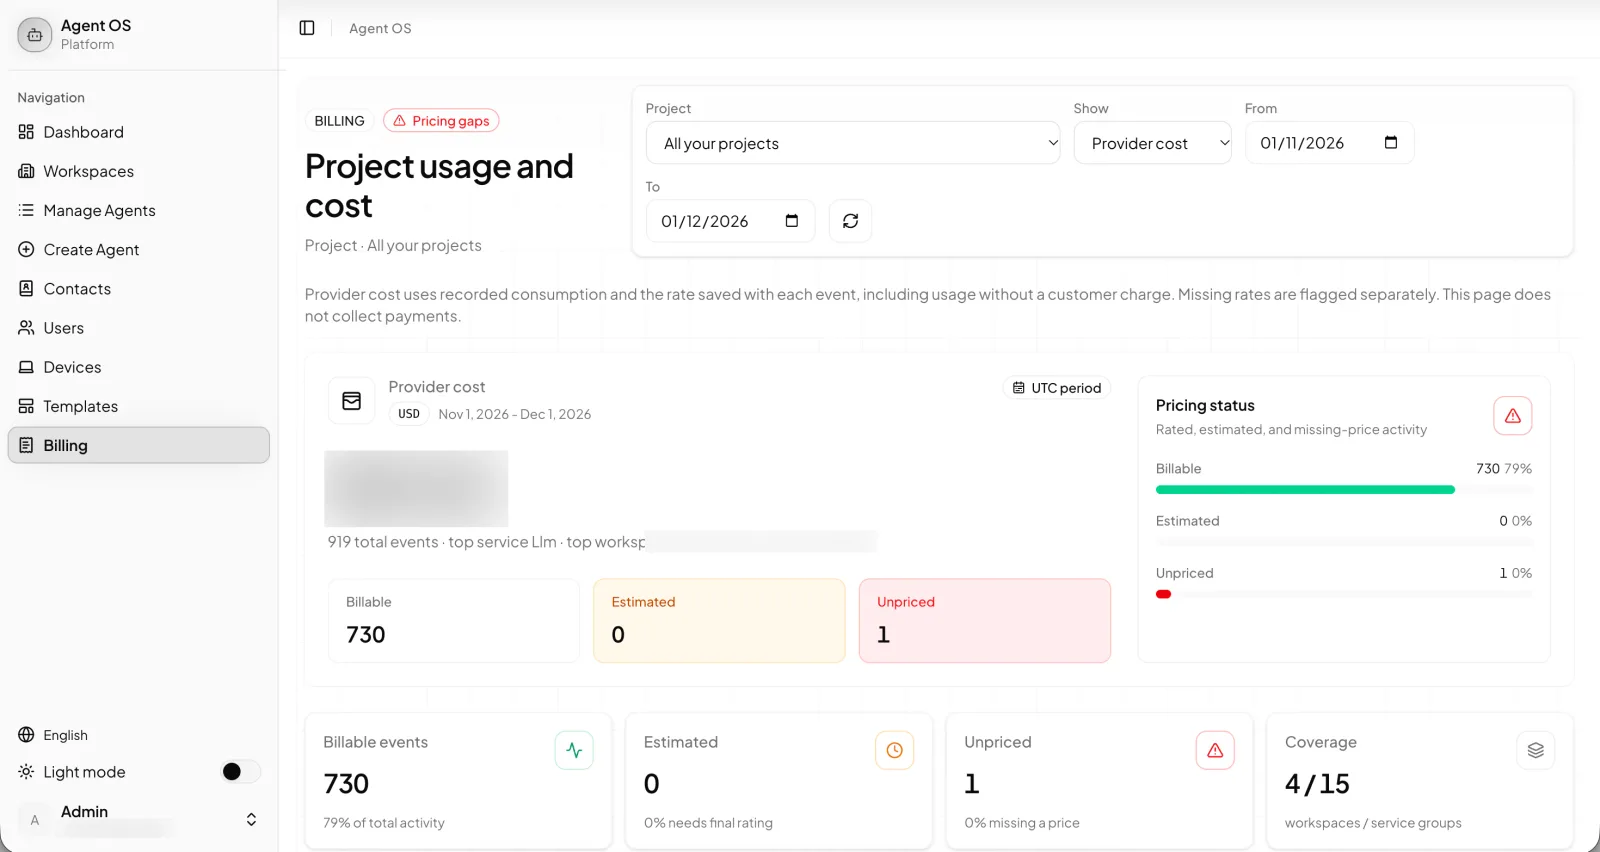 Agent OS
Platform
Navigation
Dashboard
Workspaces
Manage Agents
Create Agent
Contacts
Users
Devices
Templates
Billing
English
Light mode
A
Admin
Agent OS
BILLING
Pricing gaps
Project usage and
cost
Project · All your projects
Project
All your projects
Show
Provider cost
From
01/11/2026
To
01/12/2026
Provider cost uses recorded consumption and the rate saved with each event, including usage without a customer charge. Missing rates are flagged separately. This page does
not collect payments.
Provider cost
USD Nov 1, 2026 - Dec 1, 2026
UTC period
919 total events · top service Llm · top worksp
Billable
730
Estimated
0
Unpriced
1
Pricing status
Rated, estimated, and missing-price activity
Billable 730 79%
Estimated 0 0%
Unpriced 1 0%
Billable events
730
79% of total activity
Estimated
0
0% needs final rating
Unpriced
1
0% missing a price
Coverage
4/15
workspaces / service groups